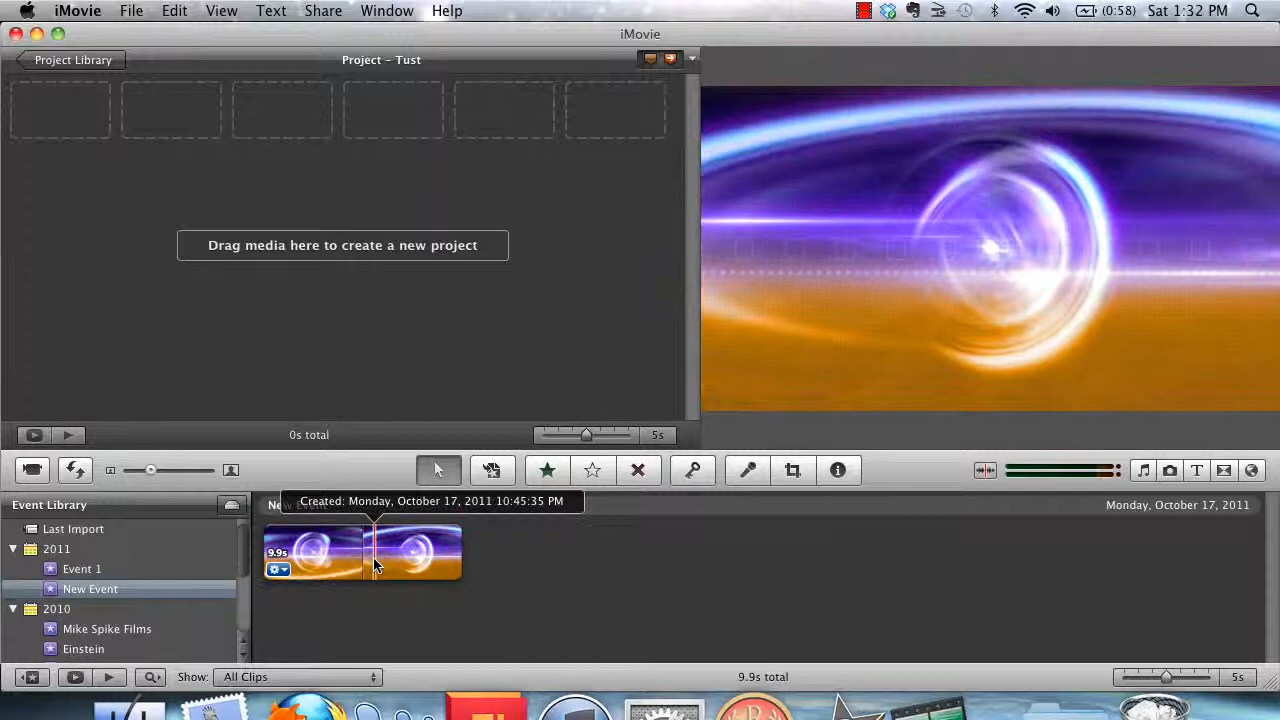 iMovie File Edit View Text Share Window Help (0:58) Sat 1:32 PM
iMovie
Project Library
Project - Tust
Drag media here to create a new project
0s total
5s
Event Library
Created: Monday, October 17, 2011 10:45:35 PM
Monday, October 17, 2011
Last Import
2011
Event 1
New Event
2010
Mike Spike Films
Einstein
9.9s
Show: All Clips
9.9s total
5s